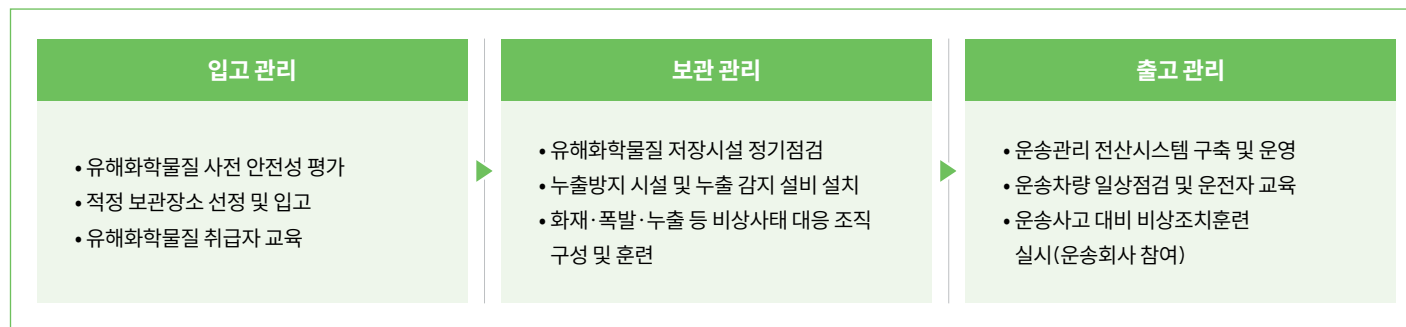 입고 관리
• 유해화학물질 사전 안전성 평가
• 적정 보관장소 선정 및 입고
• 유해화학물질 취급자 교육
보관 관리
• 유해화학물질 저장시설 정기점검
• 누출방지 시설 및 누출 감지 설비 설치
• 화재·폭발·누출 등 비상사태 대응 조직
구성 및 훈련
출고 관리
• 운송관리 전산시스템 구축 및 운영
• 운송차량 일상점검 및 운전자 교육
• 운송사고 대비 비상조치훈련
실시(운송회사 참여)